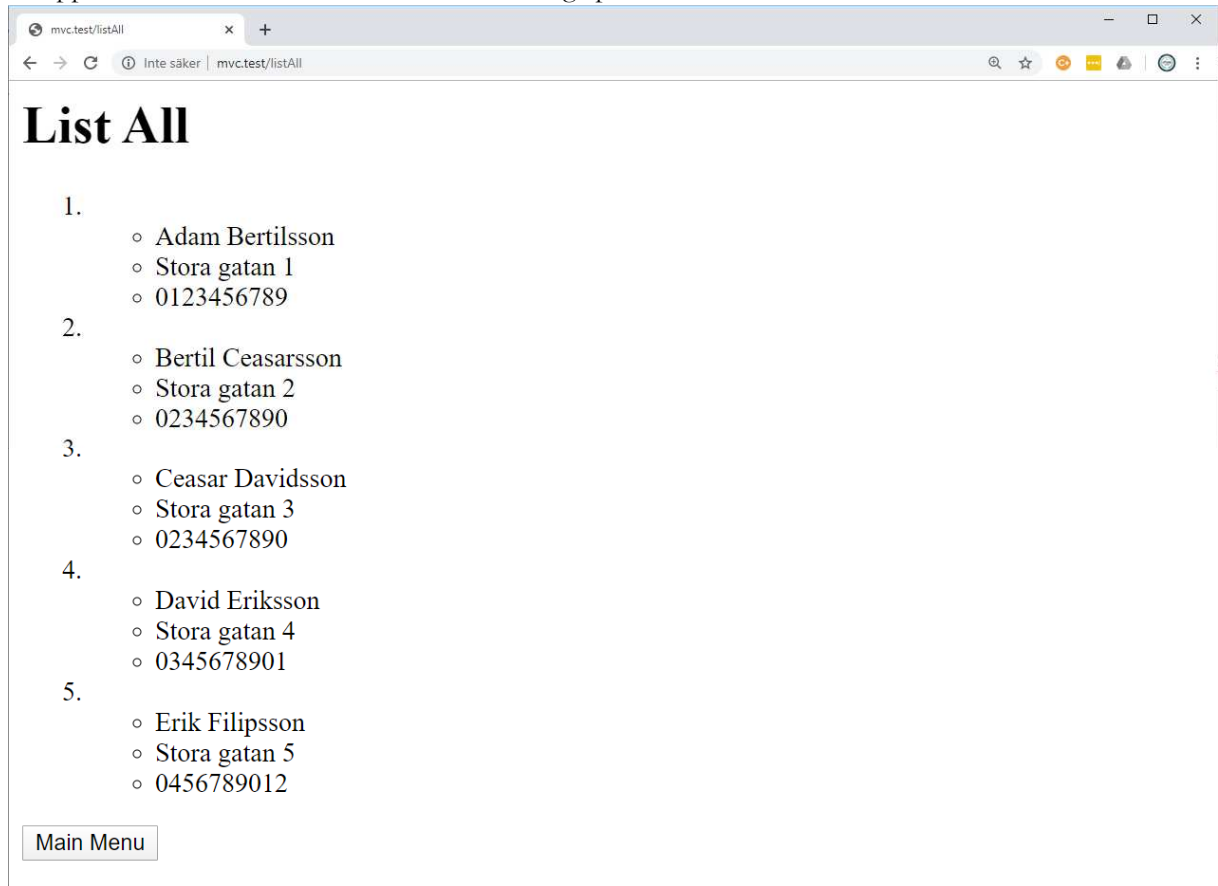 mvc.test/listAll
Inte säker | mvc.test/listAll
List All
1.
Adam Bertilsson
Stora gatan 1
0123456789
2.
Bertil Ceasarsson
Stora gatan 2
0234567890
3.
Ceasar Davidsson
Stora gatan 3
0234567890
4.
David Eriksson
Stora gatan 4
0345678901
5.
Erik Filipsson
Stora gatan 5
0456789012
Main Menu